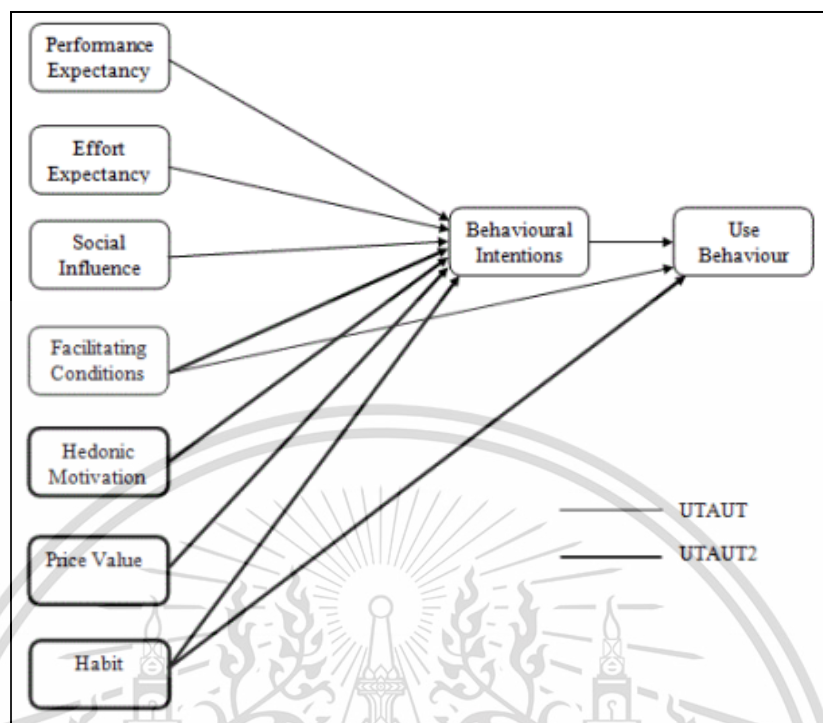 Performance
Expectancy
Effort
Expectancy
Social
Influence
Behavioural
Intentions
Use
Behaviour
Facilitating
Conditions
Hedonic
Motivation
Price Value
Habit
UTAUT
UTAUT2